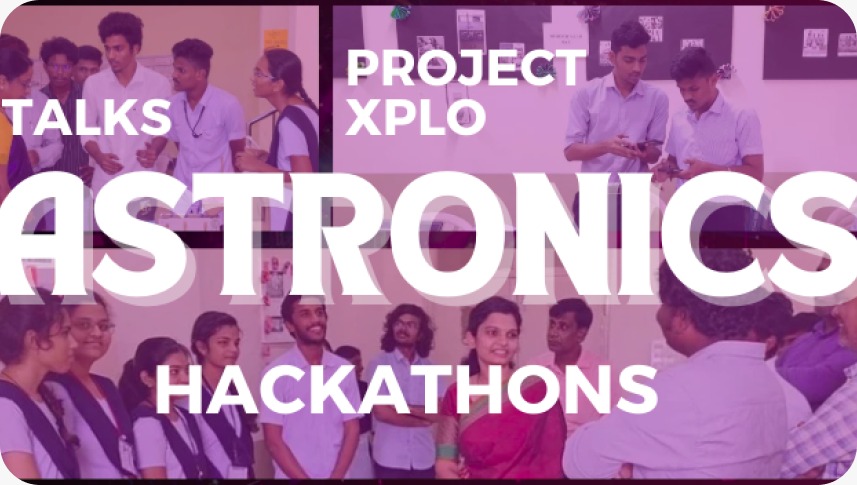 TALKS
PROJECT
XPLO
ASTRONICS
HACKATHONS